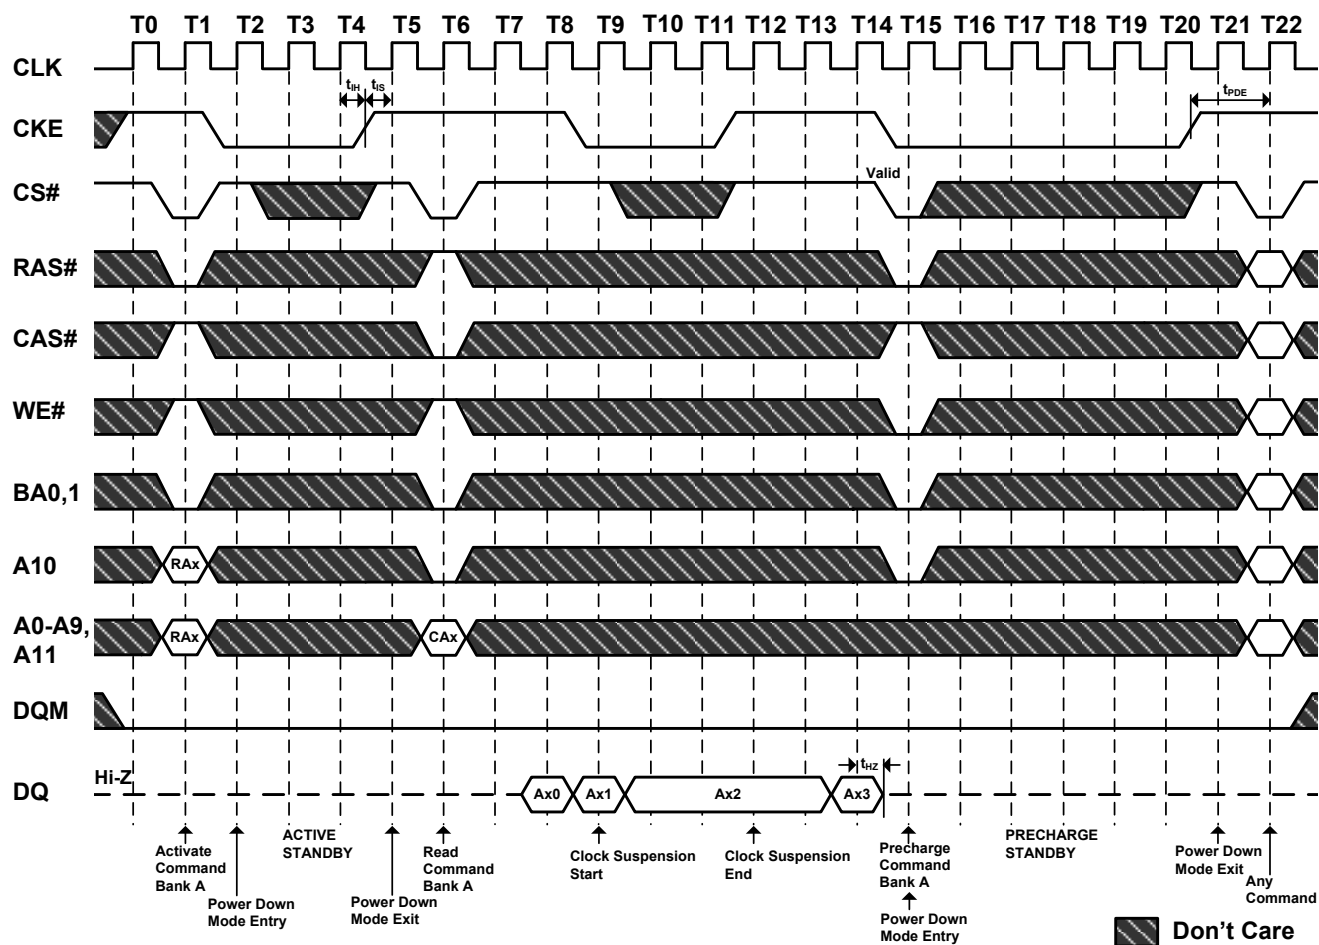 T0 T1 T2 T3 T4 T5 T6 T7 T8 T9 T10 T11 T12 T13 T14 T15 T16 T17 T18 T19 T20 T21 T22
CLK
tIH tIS
tPDE
CKE
Valid
CS#
RAS#
CAS#
WE#
BA0,1
A10
RAx
A0-A9,
A11
RAx
CAx
DQM
Hi-Z
tHZ
DQ
Ax0 Ax1 Ax2 Ax3
Activate
Command
Bank A
Power Down
Mode Entry
ACTIVE
STANDBY
Power Down
Mode Exit
Read
Command
Bank A
Clock Suspension
Start
Clock Suspension
End
Precharge
Command
Bank A
Power Down
Mode Entry
PRECHARGE
STANDBY
Power Down
Mode Exit
Any
Command
Don't Care